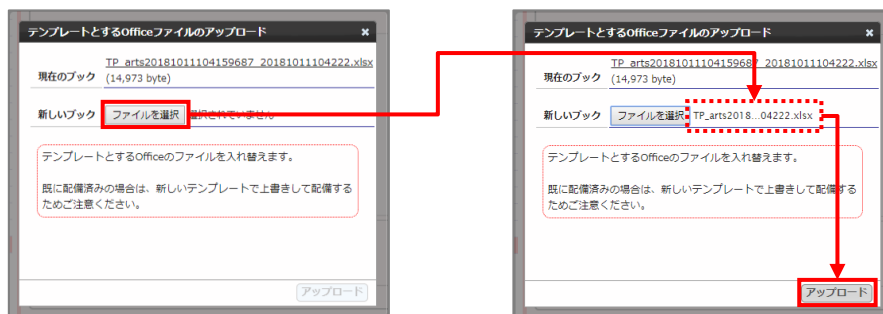 テンプレートとするOfficeファイルのアップロード ×
TP_arts20181011104159687_20181011104222.xlsx
現在のブック (14,973 byte)
新しいブック ファイルを選択 選択されていません
テンプレートとするOfficeのファイルを入れ替えます。
既に配備済みの場合は、新しいテンプレートで上書きして配備する
ためご注意ください。
アップロード
テンプレートとするOfficeファイルのアップロード ×
TP_arts20181011104159687_20181011104222.xlsx
現在のブック (14,973 byte)
新しいブック ファイルを選択 TP_arts2018...04222.xlsx
テンプレートとするOfficeのファイルを入れ替えます。
既に配備済みの場合は、新しいテンプレートで上書きして配備する
ためご注意ください。
アップロード